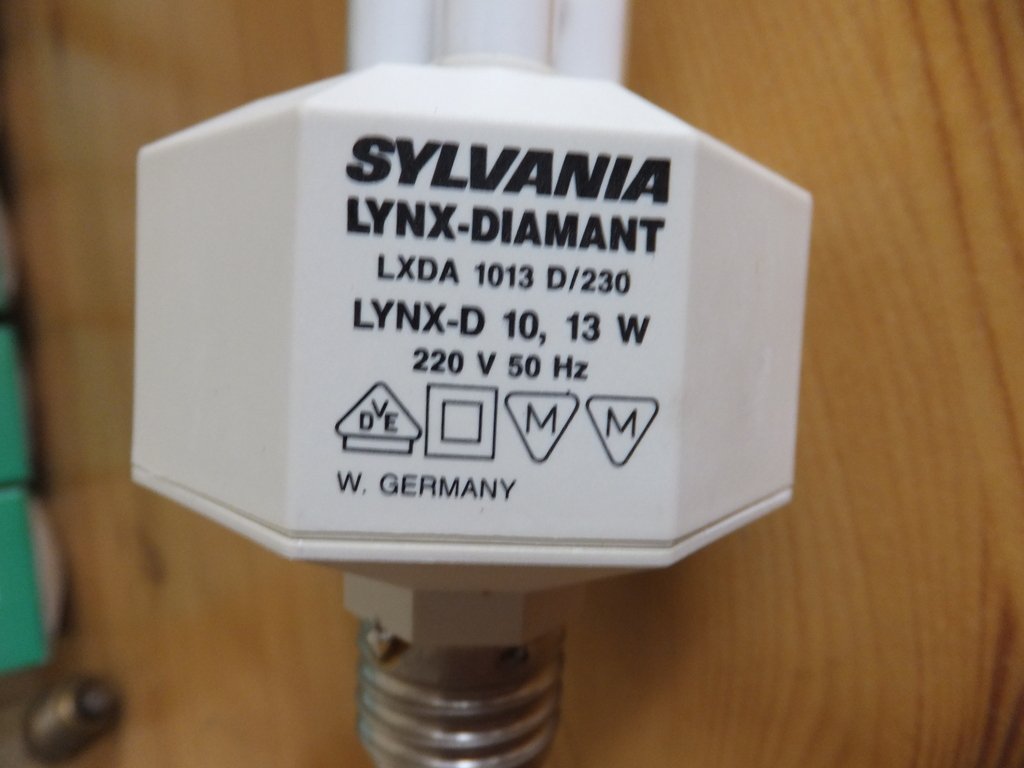 SYLVANIA
LYNX-DIAMANT
LXDA 1013 D/230
LYNX-D 10, 13 W
220 V 50 Hz
DVE M M
W. GERMANY